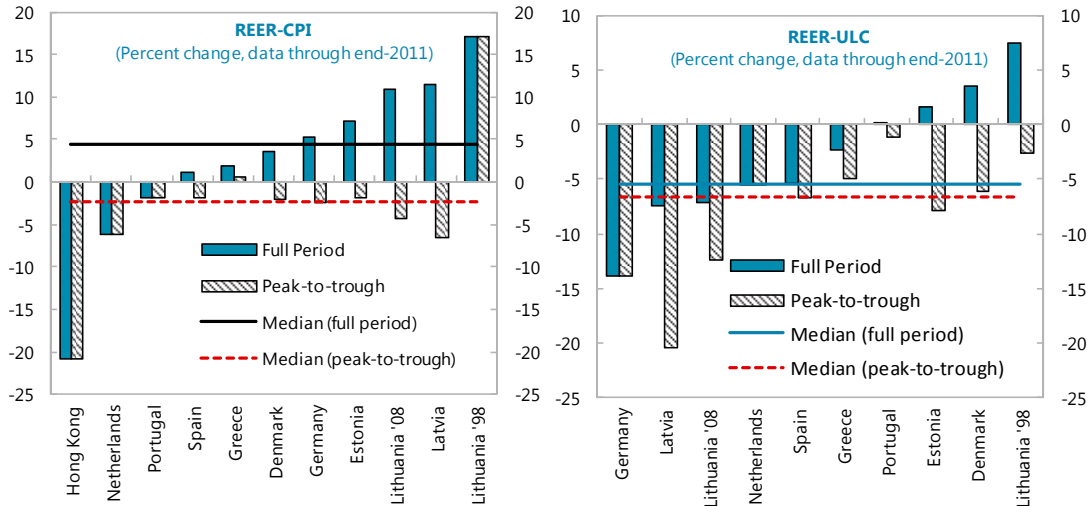 REER-CPI
(Percent change, data through end-2011)
20
15
10
5
0
-5
-10
-15
-20
-25
20
15
10
5
0
-5
-10
-15
-20
-25
Full Period
Peak-to-trough
Median (full period)
Median (peak-to-trough)
Hong Kong
Netherlands
Portugal
Spain
Greece
Denmark
Germany
Estonia
Lithuania '08
Latvia
Lithuania '98
REER-ULC
(Percent change, data through end-2011)
10
5
0
-5
-10
-15
-20
-25
10
5
0
-5
-10
-15
-20
-25
Full Period
Peak-to-trough
Median (full period)
Median (peak-to-trough)
Germany
Latvia
Lithuania '08
Netherlands
Spain
Greece
Portugal
Estonia
Denmark
Lithuania '98